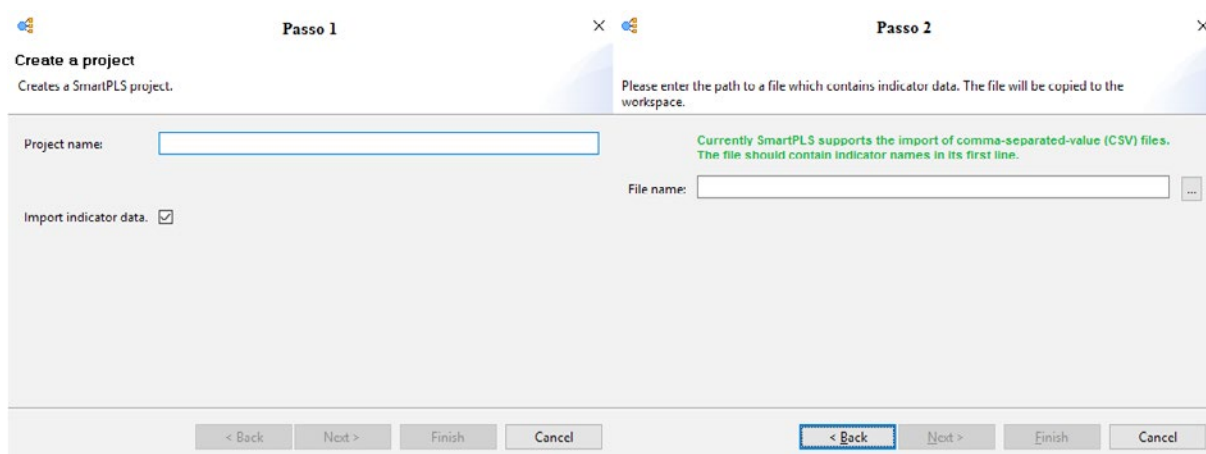 Passo 1
Create a project
Creates a SmartPLS project.
Project name:
Import indicator data.
< Back
Next >
Finish
Cancel
Passo 2
Please enter the path to a file which contains indicator data. The file will be copied to the
workspace.
Currently SmartPLS supports the import of comma-separated-value (CSV) files.
The file should contain indicator names in its first line.
File name:
...
< Back
Next >
Finish
Cancel